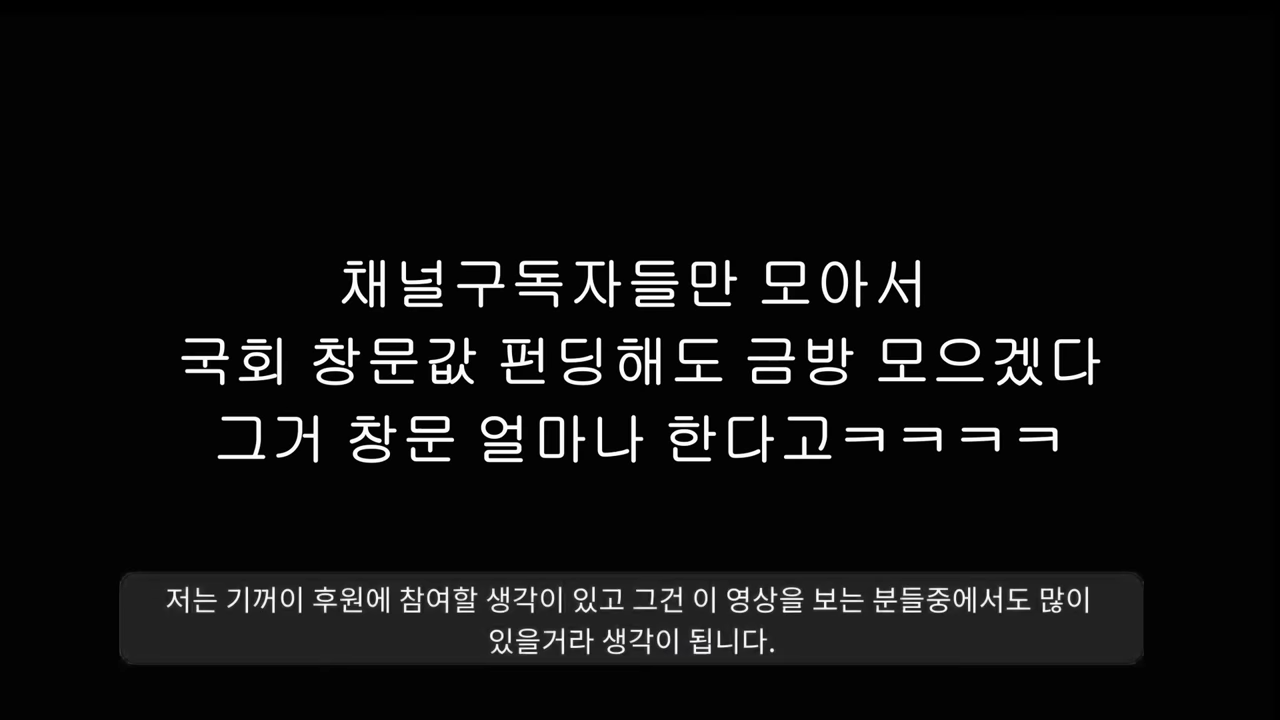 채널구독자들만 모아서
국회 창문값 펀딩해도 금방 모으겠다
그거 창문 얼마나 한다고ㅋㅋㅋㅋ
저는 기꺼이 후원에 참여할 생각이 있고 그건 이 영상을 보는 분들중에서도 많이
있을거라 생각이 됩니다.